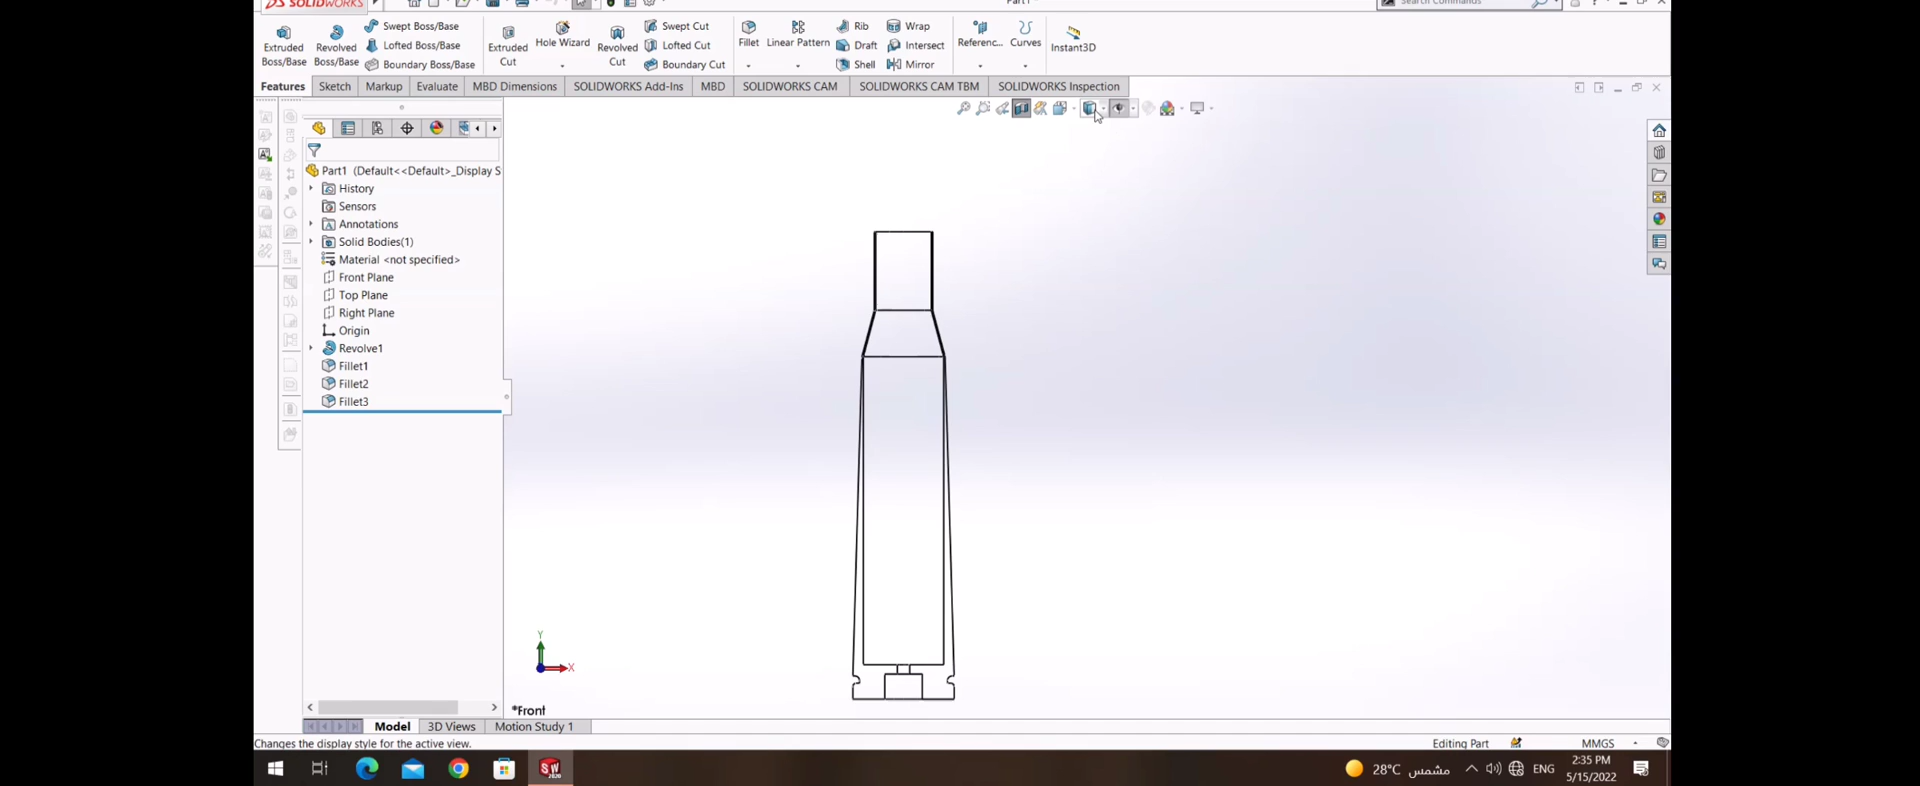 SOLIDWORKS
Part1 *
Search Commands
Extruded Boss/Base
Revolved Boss/Base
Swept Boss/Base
Lofted Boss/Base
Boundary Boss/Base
Extruded Cut
Hole Wizard
Revolved Cut
Swept Cut
Lofted Cut
Boundary Cut
Fillet
Linear Pattern
Rib
Draft
Shell
Wrap
Intersect
Mirror
Referenc...
Curves
Instant3D
Features
Sketch
Markup
Evaluate
MBD Dimensions
SOLIDWORKS Add-Ins
MBD
SOLIDWORKS CAM
SOLIDWORKS CAM TBM
SOLIDWORKS Inspection
Part1 (Default<<Default>_Display S
History
Sensors
Annotations
Solid Bodies(1)
Material <not specified>
Front Plane
Top Plane
Right Plane
Origin
Revolve1
Fillet1
Fillet2
Fillet3
Y
X
*Front
Model
3D Views
Motion Study 1
Changes the display style for the active view.
Editing Part
MMGS
SW
2020
28°C مشمس
ENG
2:35 PM
5/15/2022